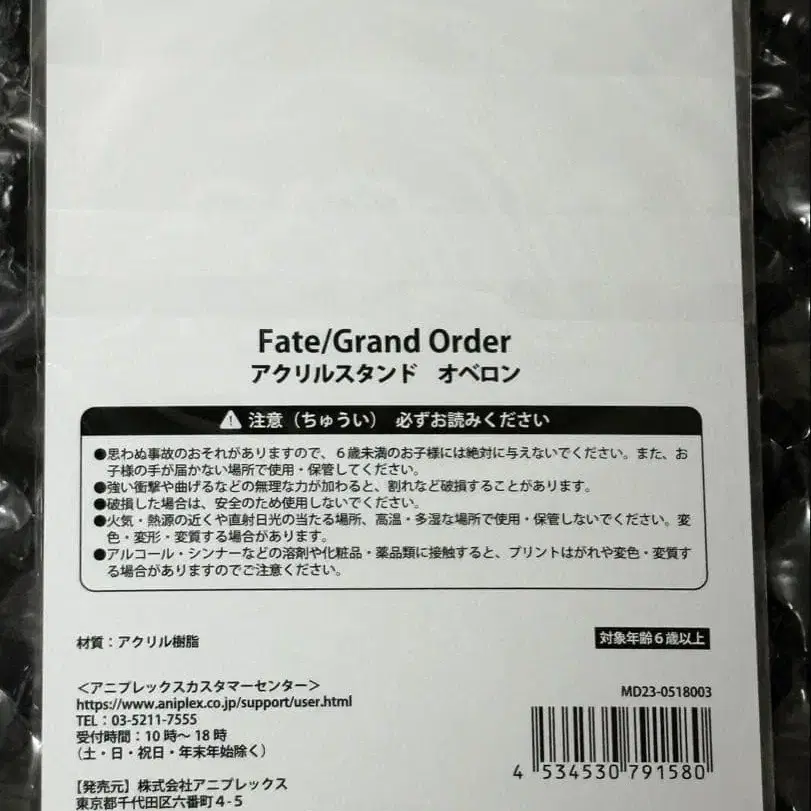 Fate/Grand Order
アクリルスタンド　オベロン
注意（ちゅうい）　必ずお読みください
●思わぬ事故のおそれがありますので、６歳未満のお子様には絶対に与えないでください。また、お
子様の手が届かない場所で使用・保管してください。
●強い衝撃や曲げるなどの無理な力が加わると、割れなど破損することがあります。
●破損した場合は、安全のため使用しないでください。
●火気・熱源の近くや直射日光の当たる場所、高温・多湿な場所で使用・保管しないでください。変
色・変形・変質する場合があります。
●アルコール・シンナーなどの溶剤や化粧品・薬品類に接触すると、プリントはがれや変色・変質す
る場合がありますのでご注意ください。
材質：アクリル樹脂
対象年齢６歳以上
＜アニプレックスカスタマーセンター＞
https://www.aniplex.co.jp/support/user.html
TEL：03-5211-7555
受付時間：10時～18時
（土・日・祝日・年末年始除く）
MD23-0518003
4 534530 791580
【発売元】株式会社アニプレックス
東京都千代田区六番町４-５